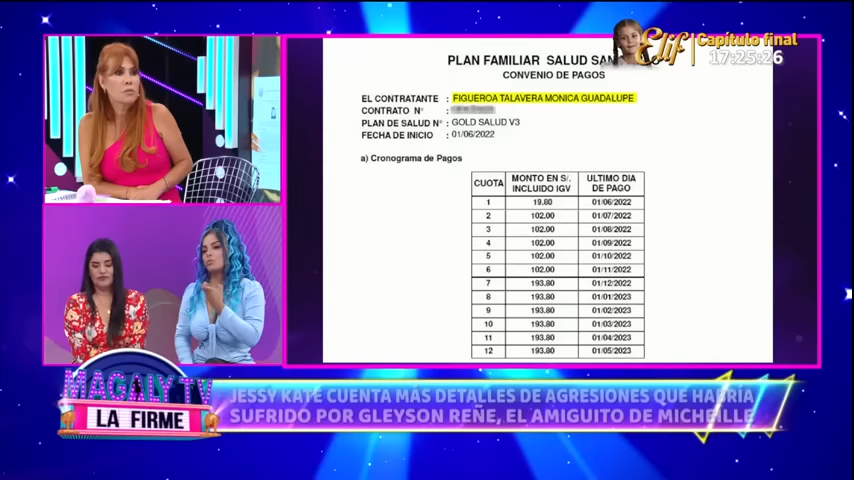 Elif
Capítulo final
17:25:26
PLAN FAMILIAR SALUD SAN
CONVENIO DE PAGOS
EL CONTRATANTE : FIGUEROA TALAVERA MONICA GUADALUPE
CONTRATO N° :
PLAN DE SALUD N° : GOLD SALUD V3
FECHA DE INICIO : 01/06/2022
a) Cronograma de Pagos
CUOTA MONTO EN S/. INCLUIDO IGV ULTIMO DIA DE PAGO
1 19.80 01/06/2022
2 102.00 01/07/2022
3 102.00 01/08/2022
4 102.00 01/09/2022
5 102.00 01/10/2022
6 102.00 01/11/2022
7 193.80 01/12/2022
8 193.80 01/01/2023
9 193.80 01/02/2023
10 193.80 01/03/2023
11 193.80 01/04/2023
12 193.80 01/05/2023
MAGALY TV
LA FIRME
JESSY KATE CUENTA MÁS DETALLES DE AGRESIONES QUE HABRÍA
SUFRIDO POR GLEYSON REÑE, EL AMIGUITO DE MICHEILLE